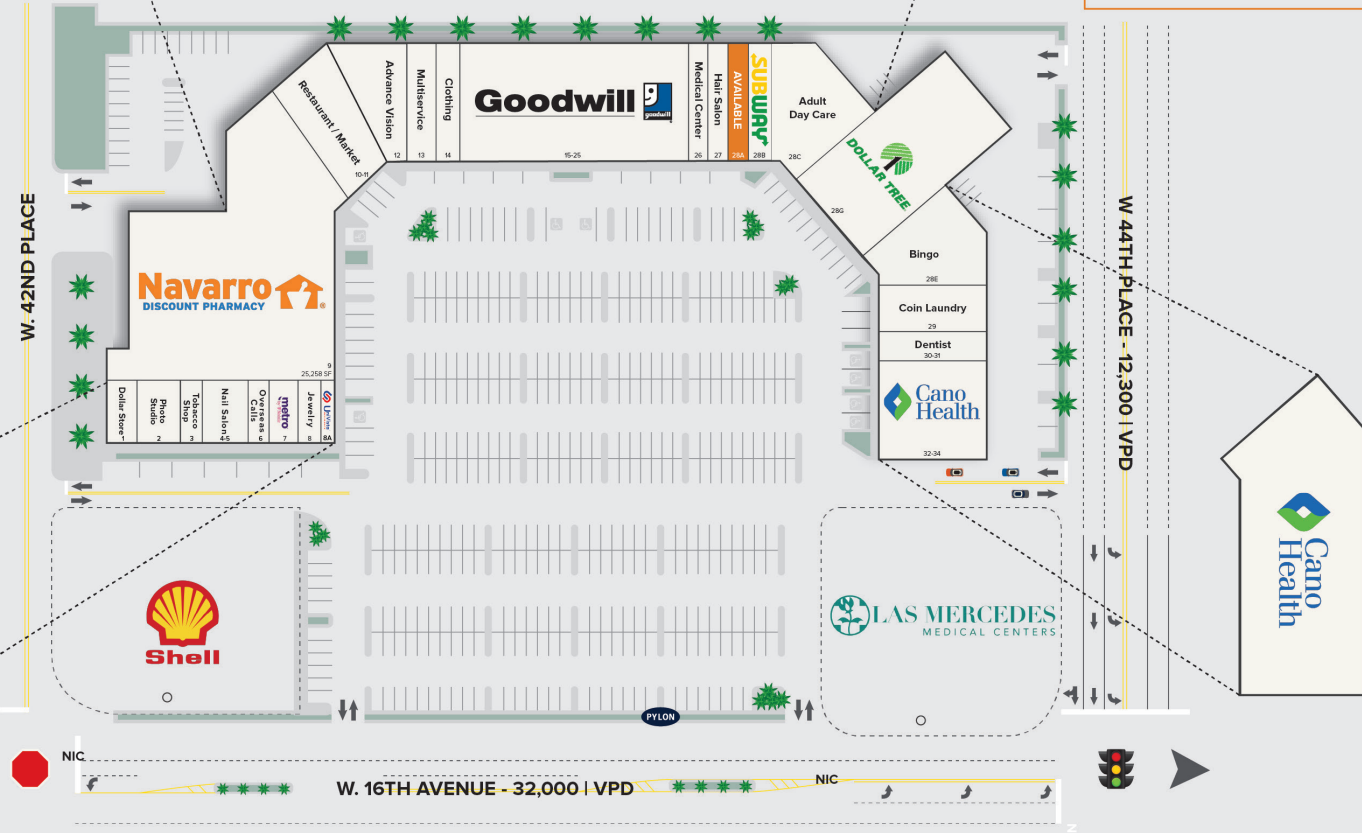 Restaurant / Market
10-11
Advance Vision
12
Multiservice
13
Clothing
14
Goodwill
goodwill
15-25
Medical Center
26
Hair Salon
27
AVAILABLE
28A
SUBWAY
28B
Adult
Day Care
28C
DOLLAR TREE
28G
Bingo
28E
Coin Laundry
29
Dentist
30-31
Cano
Health
32-34
W. 42ND PLACE
Navarro
DISCOUNT PHARMACY
9
25,258 SF
Dollar Store
1
Photo
Studio
2
Tobacco
Shop
3
Nail Salon
4-5
Overseas
Calls
6
metro
7
Jewelry
8
8A
W 44TH PLACE - 12,300 | VPD
Cano
Health
Shell
LAS MERCEDES
MEDICAL CENTERS
PYLON
NIC
W. 16TH AVENUE - 32,000 | VPD
NIC
N